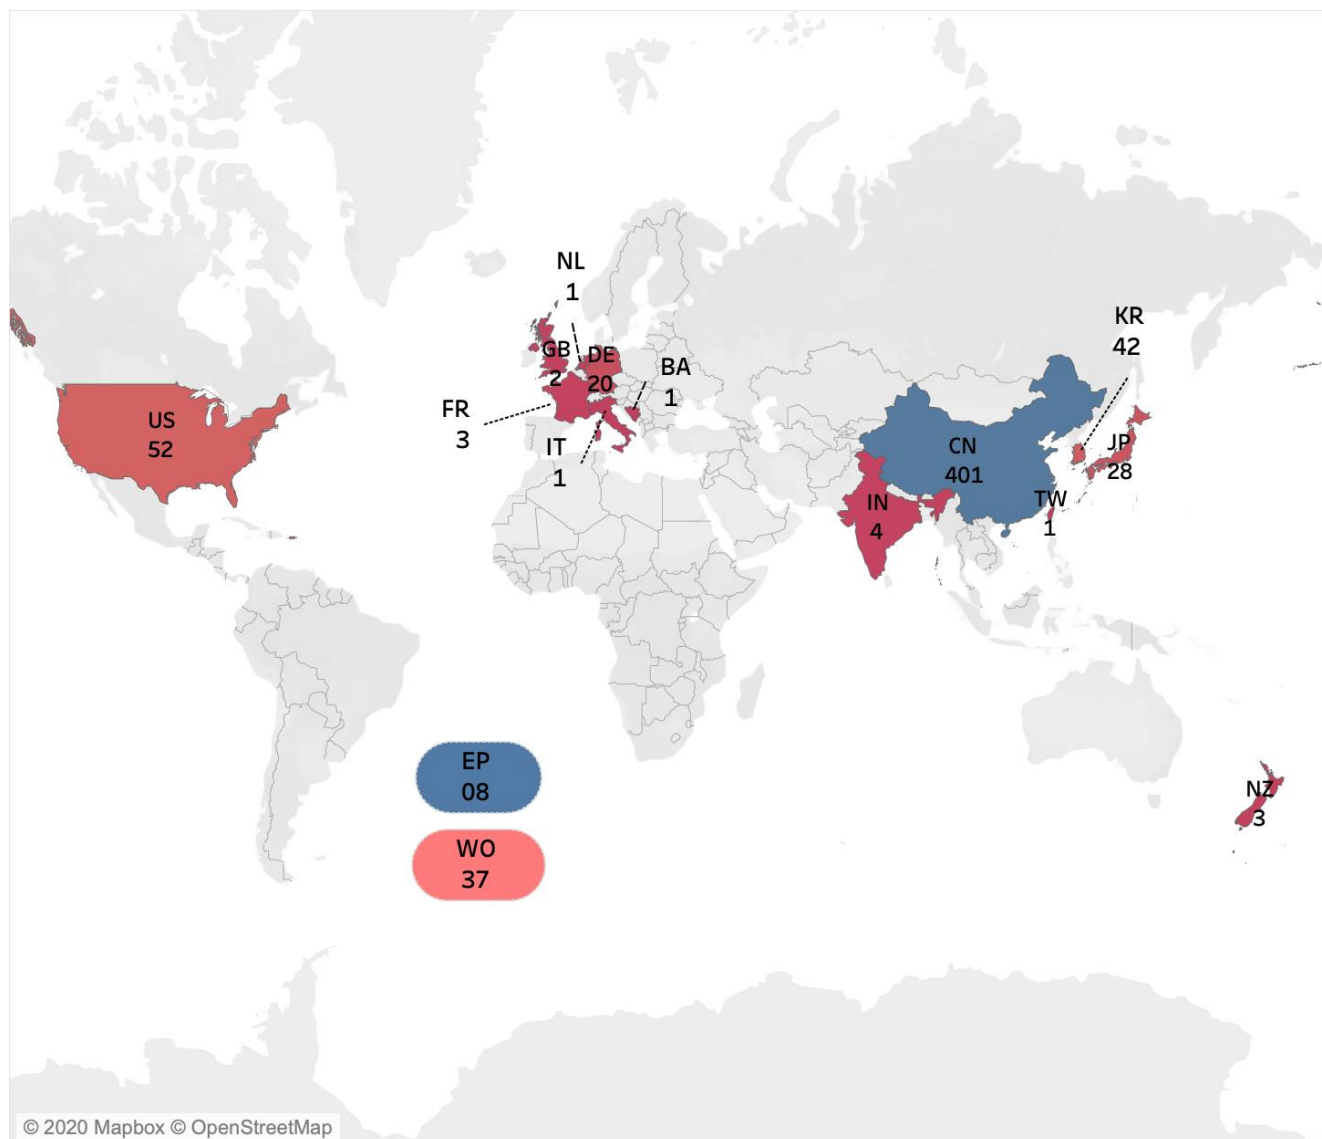 NL
1
KR
42
GB
2
DE
20
BA
1
FR
3
IT
1
US
52
CN
401
JP
28
IN
4
TW
1
EP
08
WO
37
NZ
3
© 2020 Mapbox © OpenStreetMap